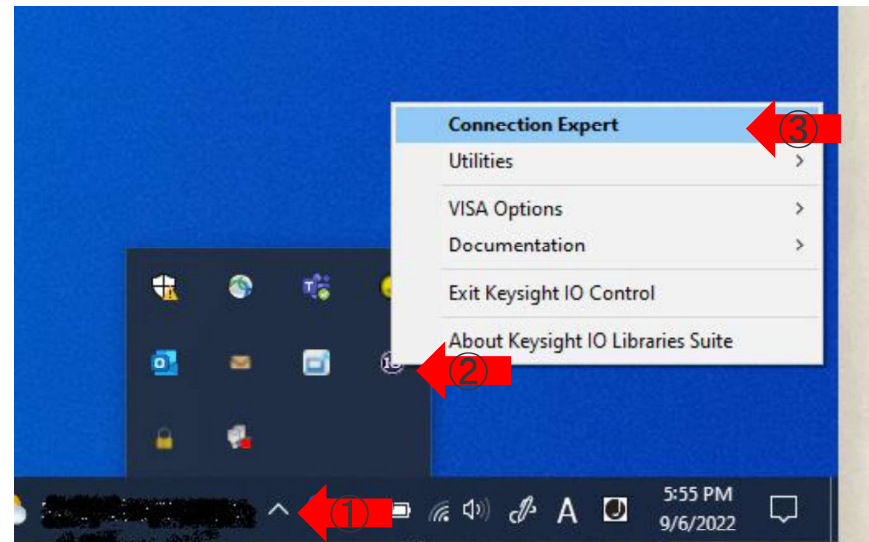 Connection Expert
③
Utilities
VISA Options
Documentation
Exit Keysight IO Control
About Keysight IO Libraries Suite
②
①
A
5:55 PM
9/6/2022